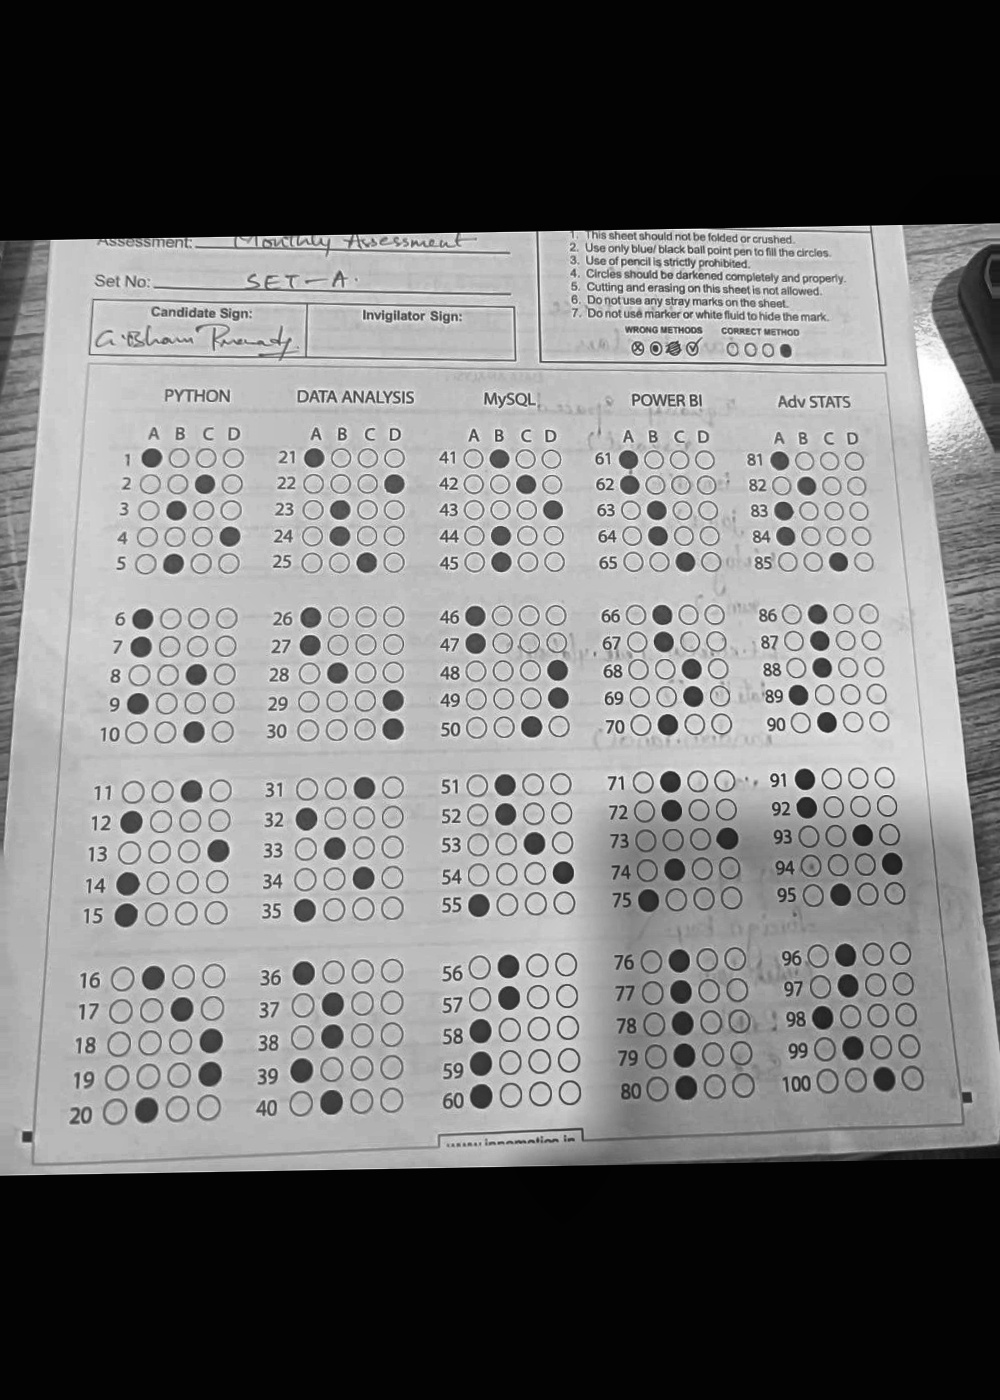 Assessment: Monthly Assessment
Set No: SET-A.
Candidate Sign:
Invigilator Sign:
1. This sheet should not be folded or crushed.
2. Use only blue/ black ball point pen to fill the circles.
3. Use of pencil is strictly prohibited.
4. Circles should be darkened completely and properly.
5. Cutting and erasing on this sheet is not allowed.
6. Do not use any stray marks on the sheet.
7. Do not use marker or white fluid to hide the mark.
WRONG METHODS CORRECT METHOD
PYTHON DATA ANALYSIS MySQL POWER BI Adv STATS
A B C D A B C D A B C D A B C D A B C D
1 21 41 61 81
2 22 42 62 82
3 23 43 63 83
4 24 44 64 84
5 25 45 65 85
6 26 46 66 86
7 27 47 67 87
8 28 48 68 88
9 29 49 69 89
10 30 50 70 90
11 31 51 71 91
12 32 52 72 92
13 33 53 73 93
14 34 54 74 94
15 35 55 75 95
16 36 56 76 96
17 37 57 77 97
18 38 58 78 98
19 39 59 79 99
20 40 60 80 100